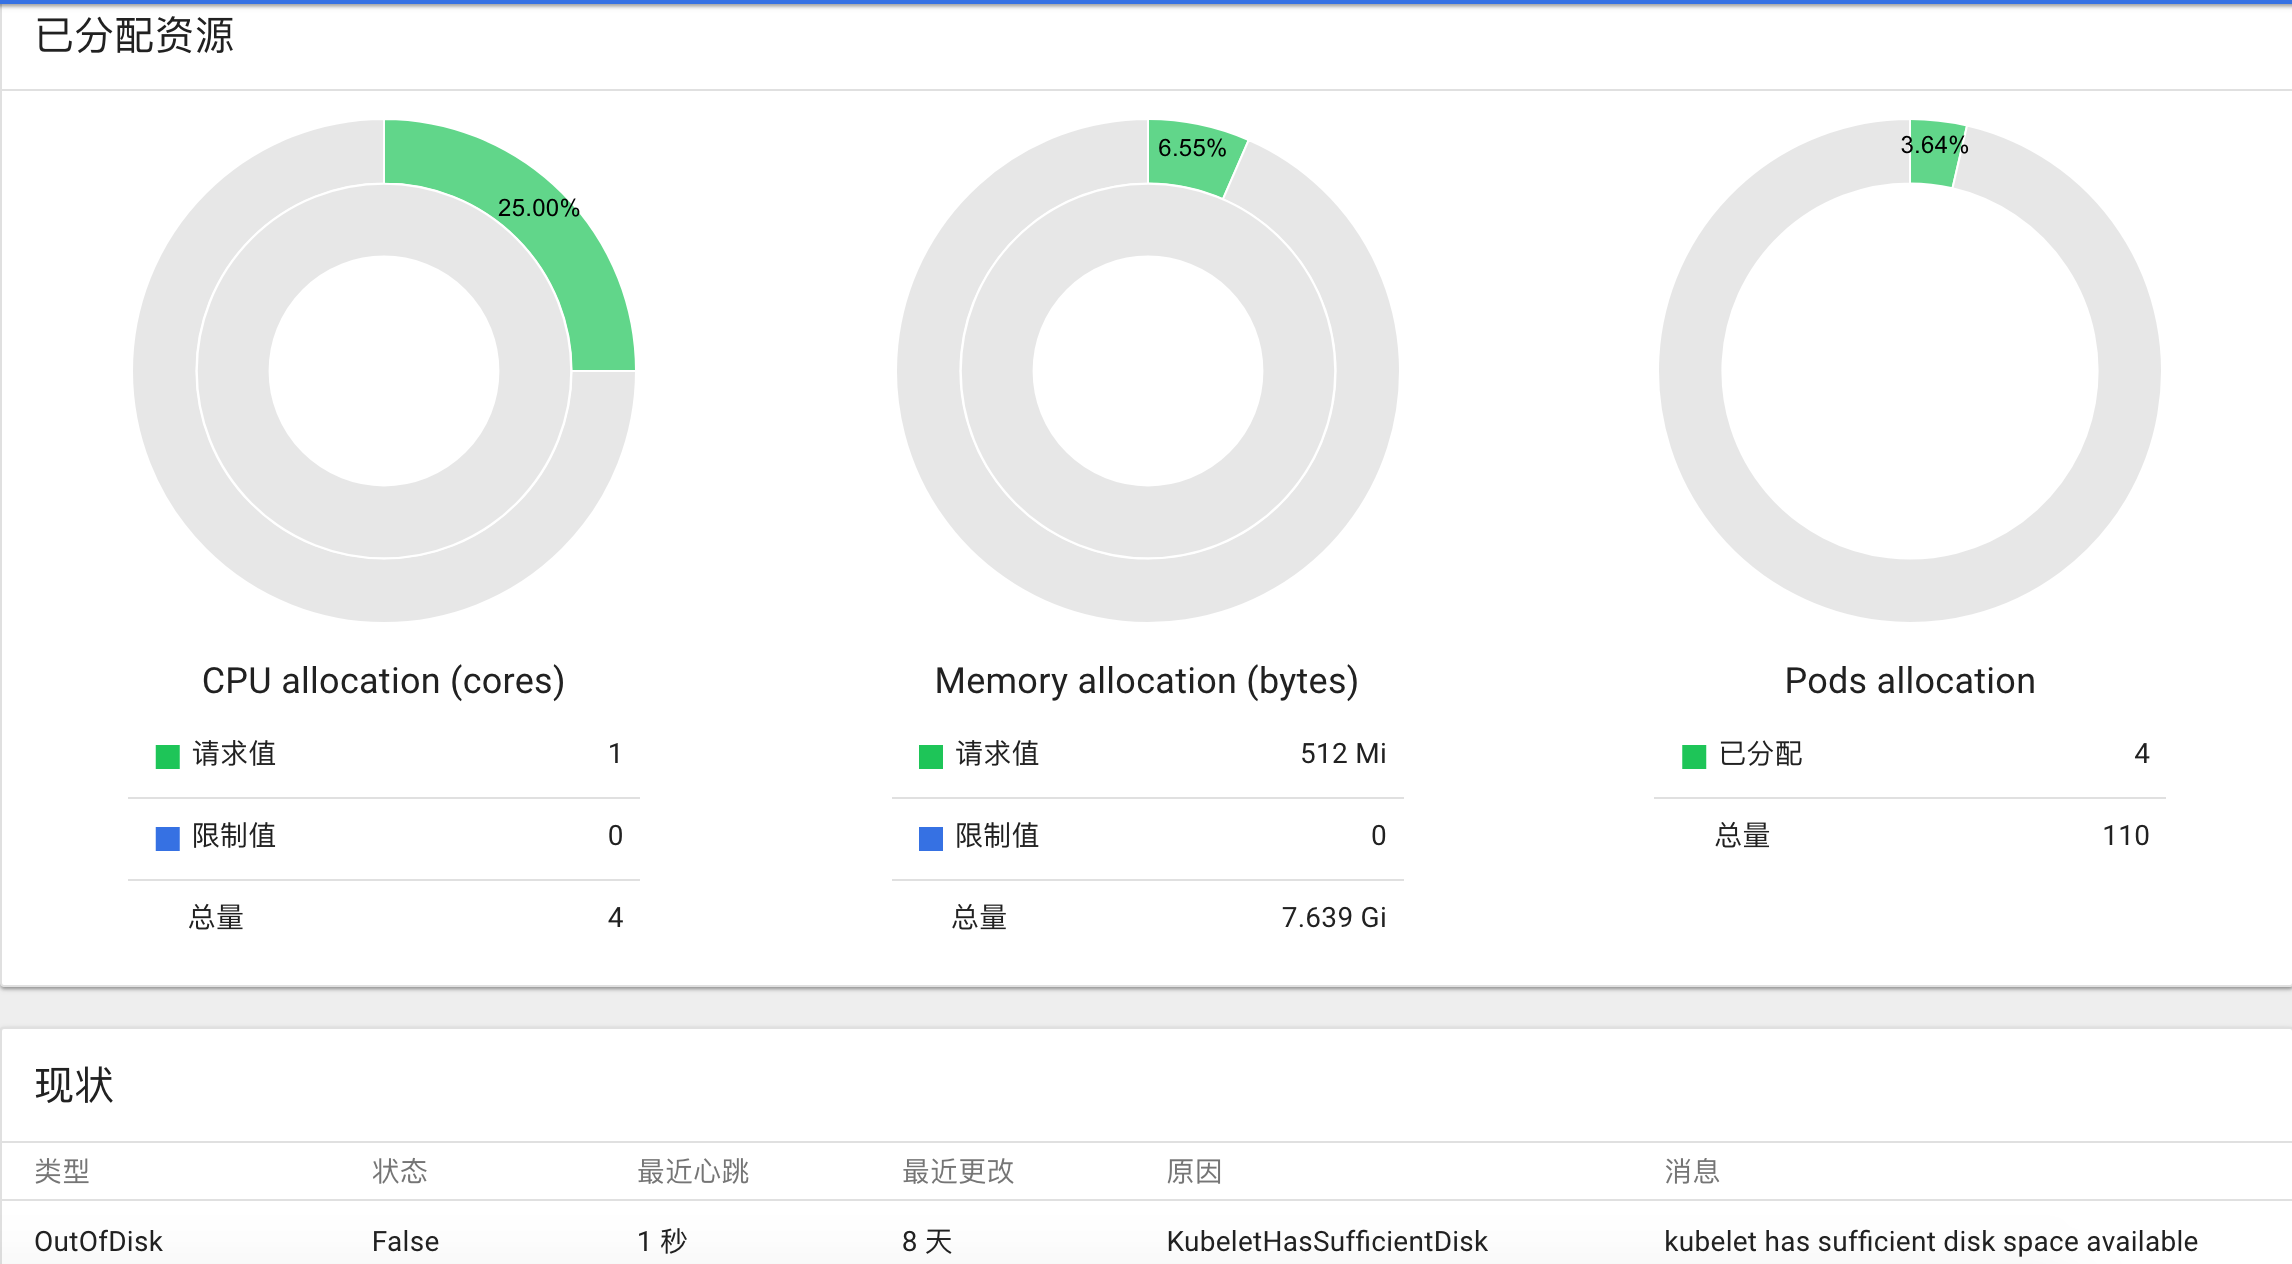 已分配资源
25.00%
6.55%
3.64%
CPU allocation (cores)
请求值 1
限制值 0
总量 4
Memory allocation (bytes)
请求值 512 Mi
限制值 0
总量 7.639 Gi
Pods allocation
已分配 4
总量 110
现状
类型 状态 最近心跳 最近更改 原因 消息
OutOfDisk False 1 秒 8 天 KubeletHasSufficientDisk kubelet has sufficient disk space available